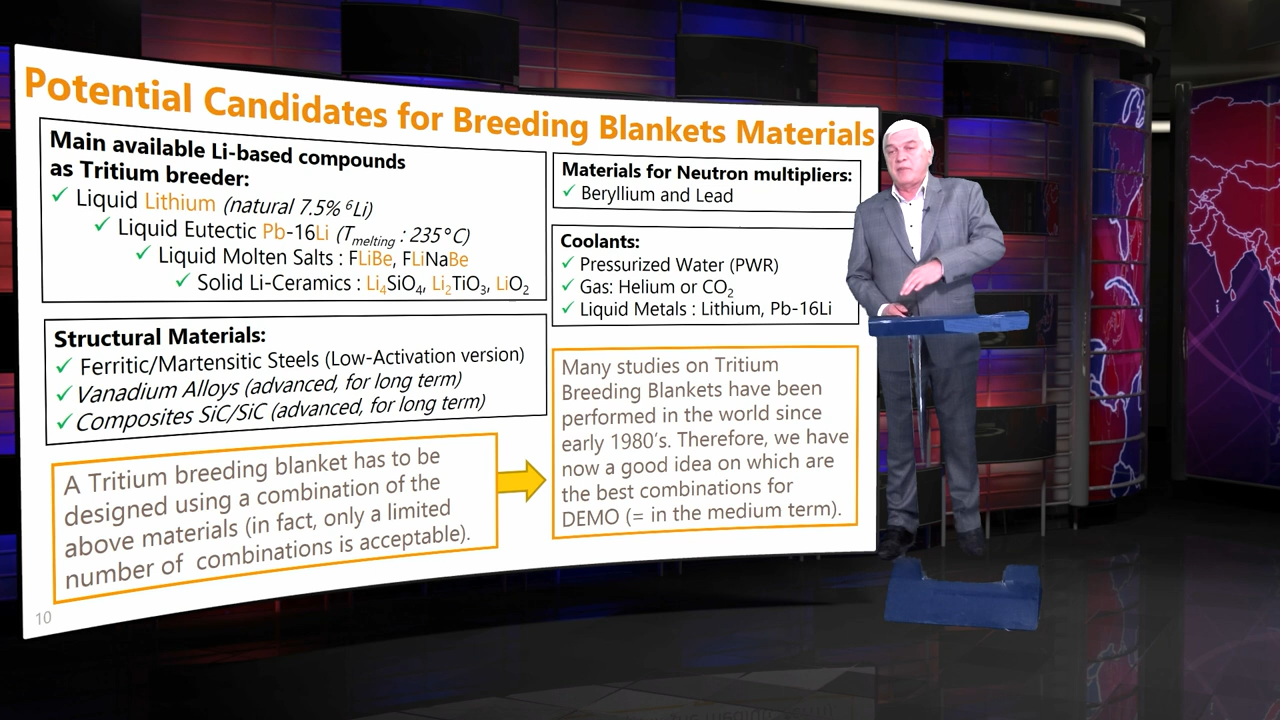 Potential Candidates for Breeding Blankets Materials
Main available Li-based compounds
as Tritium breeder:
✓ Liquid Lithium (natural 7.5% ⁶Li)
✓ Liquid Eutectic Pb-16Li (Tmelting : 235°C)
✓ Liquid Molten Salts : FLiBe, FLiNaBe
✓ Solid Li-Ceramics : Li₄SiO₄, Li₂TiO₃, LiO₂
Structural Materials:
✓ Ferritic/Martensitic Steels (Low-Activation version)
✓ Vanadium Alloys (advanced, for long term)
✓ Composites SiC/SiC (advanced, for long term)
A Tritium breeding blanket has to be
designed using a combination of the
above materials (in fact, only a limited
number of combinations is acceptable).
Materials for Neutron multipliers:
✓ Beryllium and Lead
Coolants:
✓ Pressurized Water (PWR)
✓ Gas: Helium or CO₂
✓ Liquid Metals : Lithium, Pb-16Li
Many studies on Tritium
Breeding Blankets have been
performed in the world since
early 1980's. Therefore, we have
now a good idea on which are
the best combinations for
DEMO (= in the medium term).
10